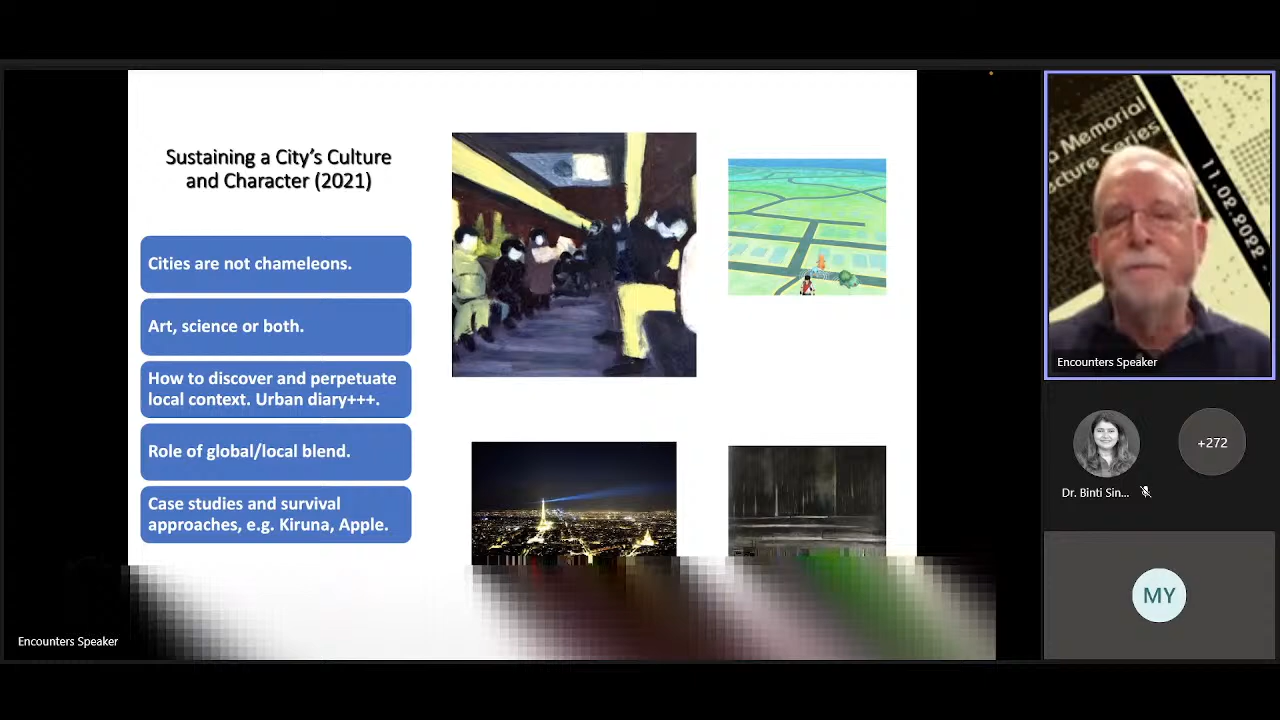 Sustaining a City's Culture
and Character (2021)
Cities are not chameleons.
Art, science or both.
How to discover and perpetuate
local context. Urban diary+++.
Role of global/local blend.
Case studies and survival
approaches, e.g. Kiruna, Apple.
Encounters Speaker
Memorial
Series
11.02.2022
Encounters Speaker
Dr. Binti Sin...
+272
MY